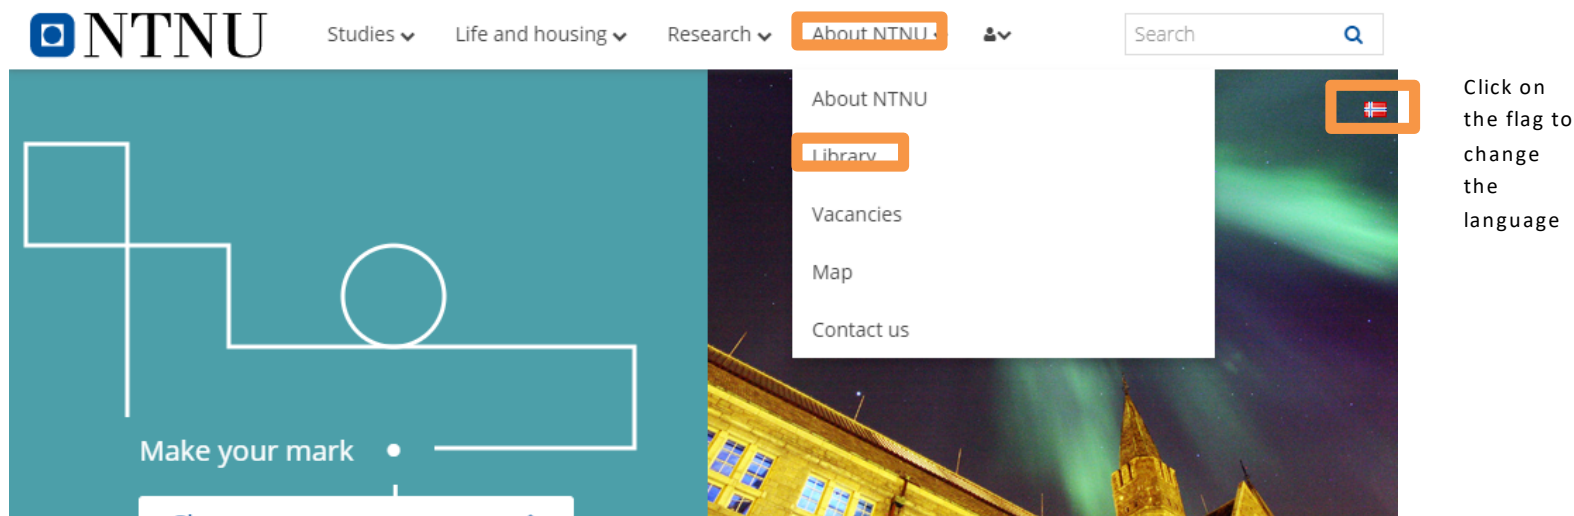 NTNU
Studies
Life and housing
Research
About NTNU
Search
About NTNU
Library
Vacancies
Map
Contact us
Click on
the flag to
change
the
language
Make your mark